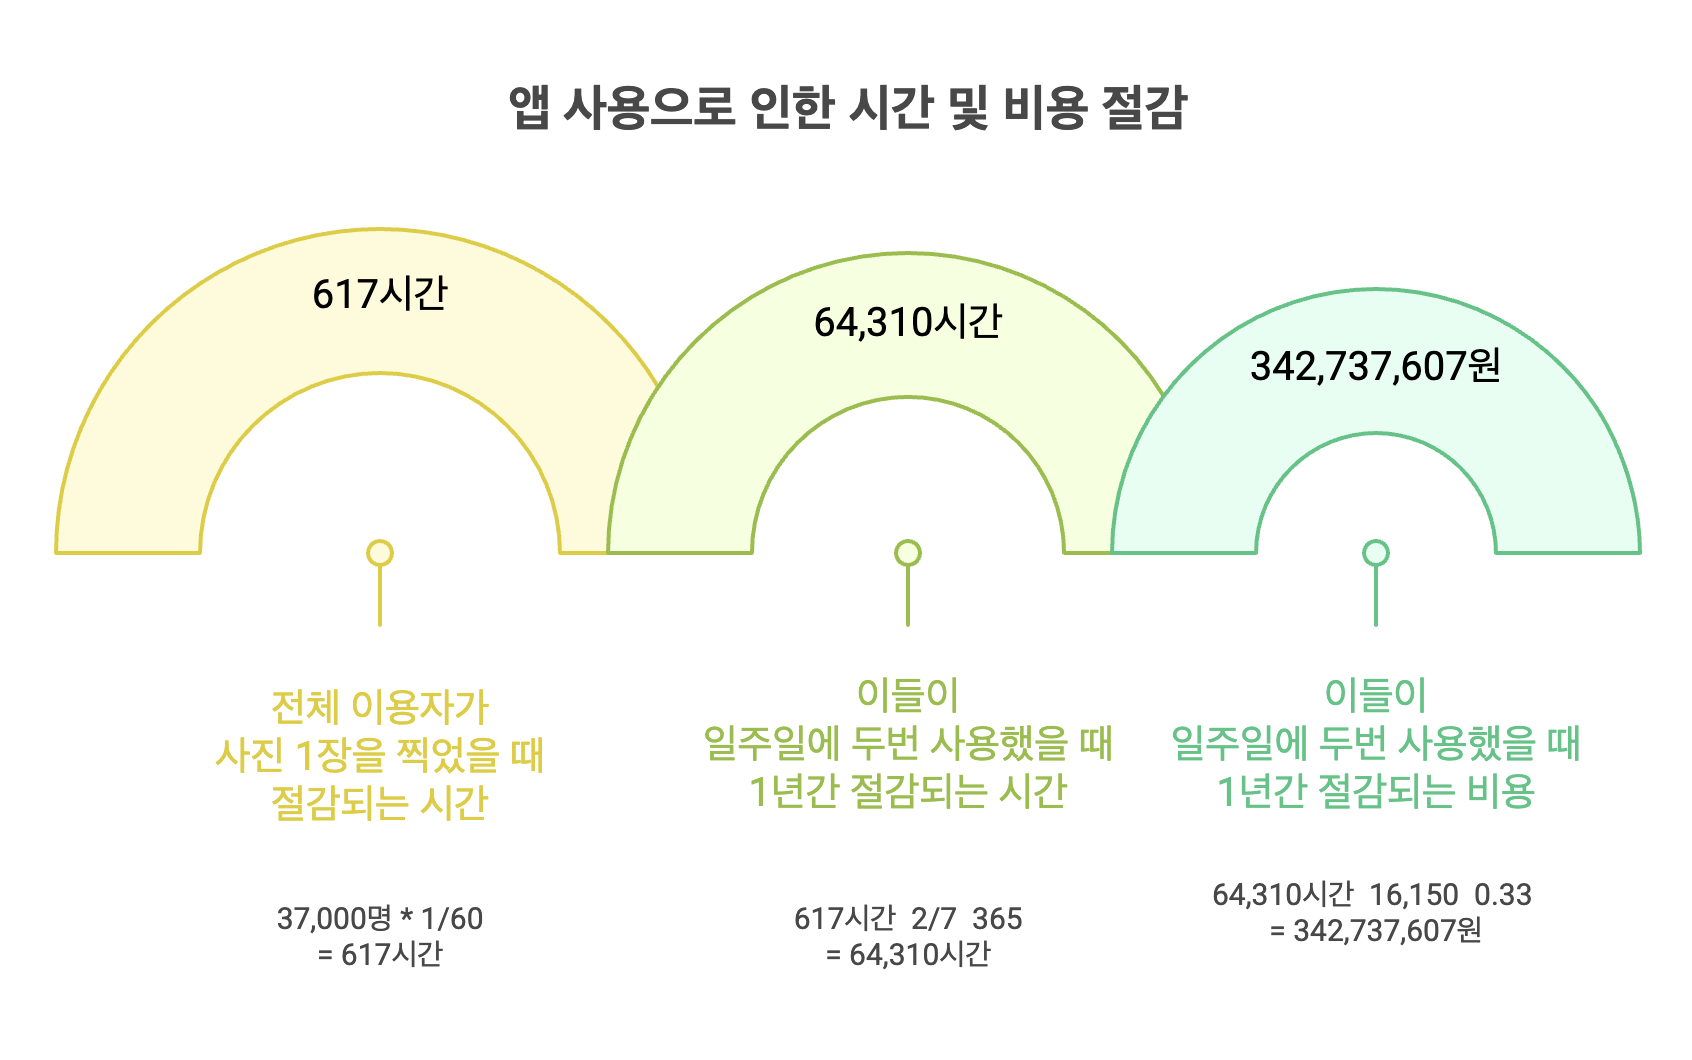 앱 사용으로 인한 시간 및 비용 절감
617시간
64,310시간
342,737,607원
전체 이용자가
사진 1장을 찍었을 때
절감되는 시간
37,000명 * 1/60
= 617시간
이들이
일주일에 두번 사용했을 때
1년간 절감되는 시간
617시간 2/7 365
= 64,310시간
이들이
일주일에 두번 사용했을 때
1년간 절감되는 비용
64,310시간 16,150 0.33
= 342,737,607원